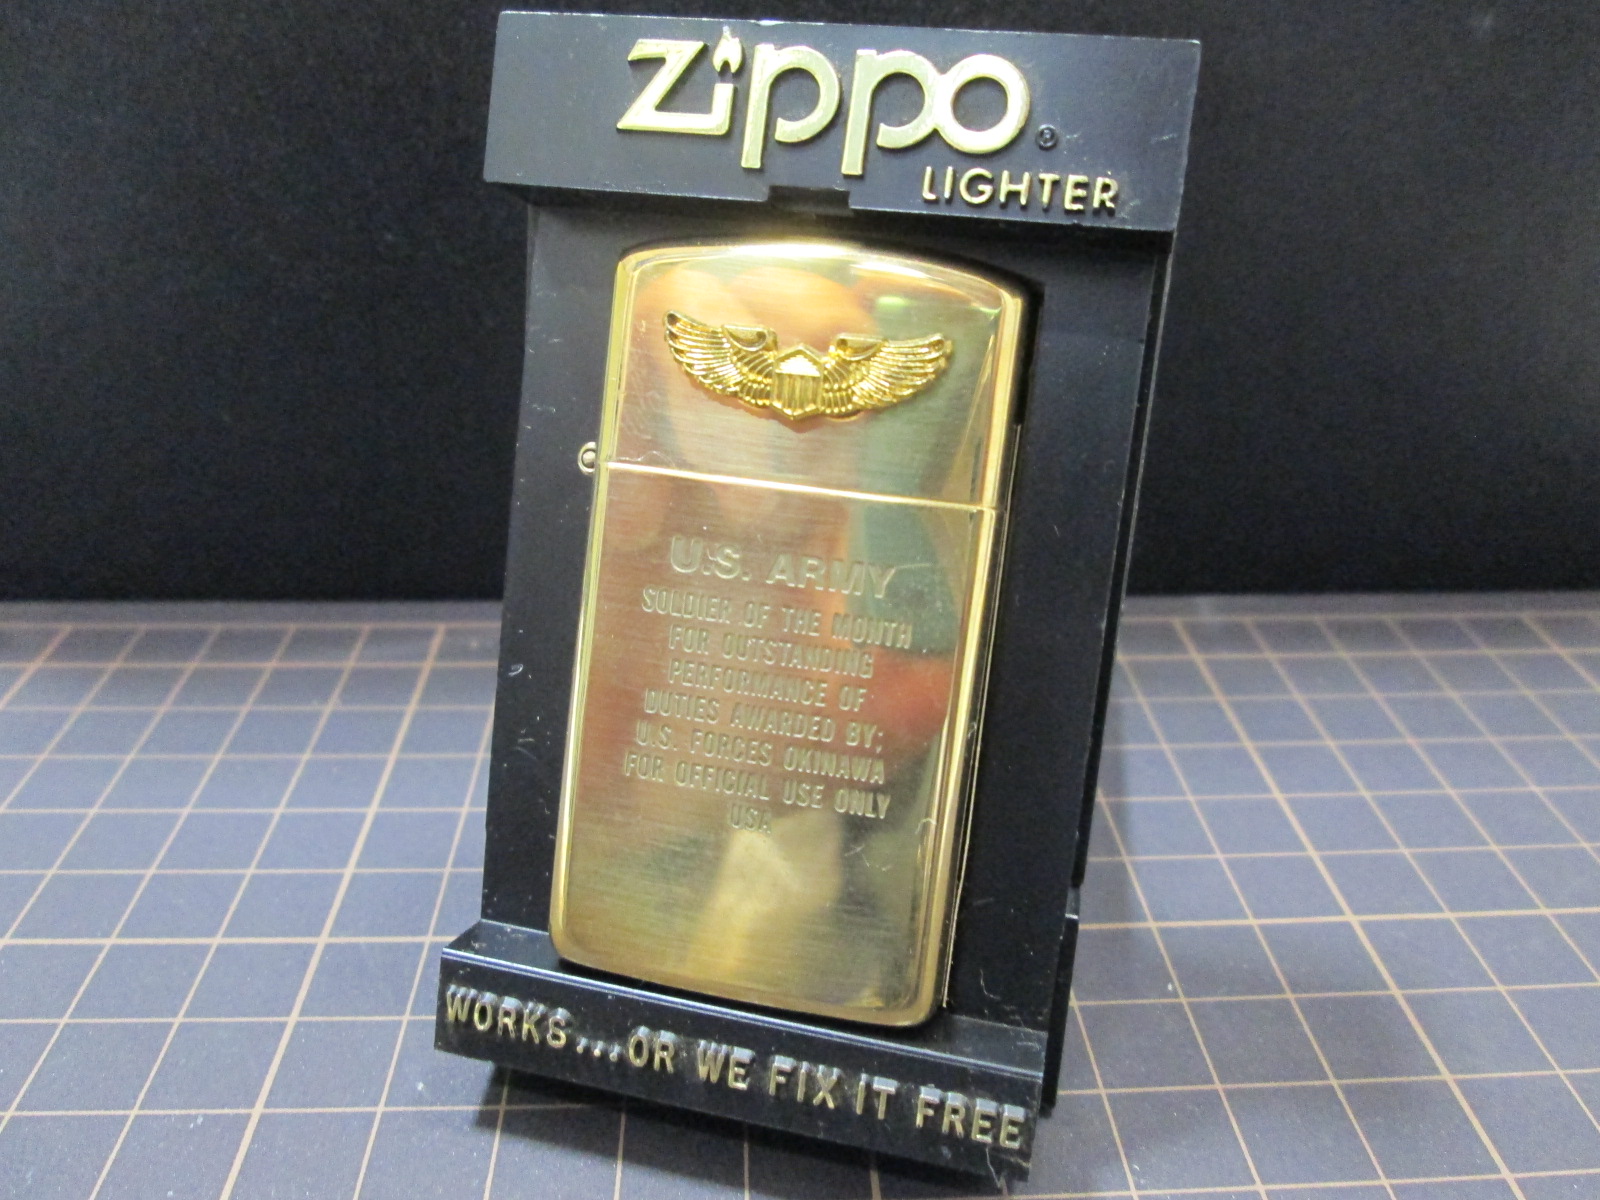 Zippo®
LIGHTER
U.S. ARMY
SOLDIER OF THE MONTH
FOR OUTSTANDING
PERFORMANCE OF
DUTIES AWARDED BY;
U.S. FORCES OKINAWA
FOR OFFICIAL USE ONLY
USA
WORKS...OR WE FIX IT FREE